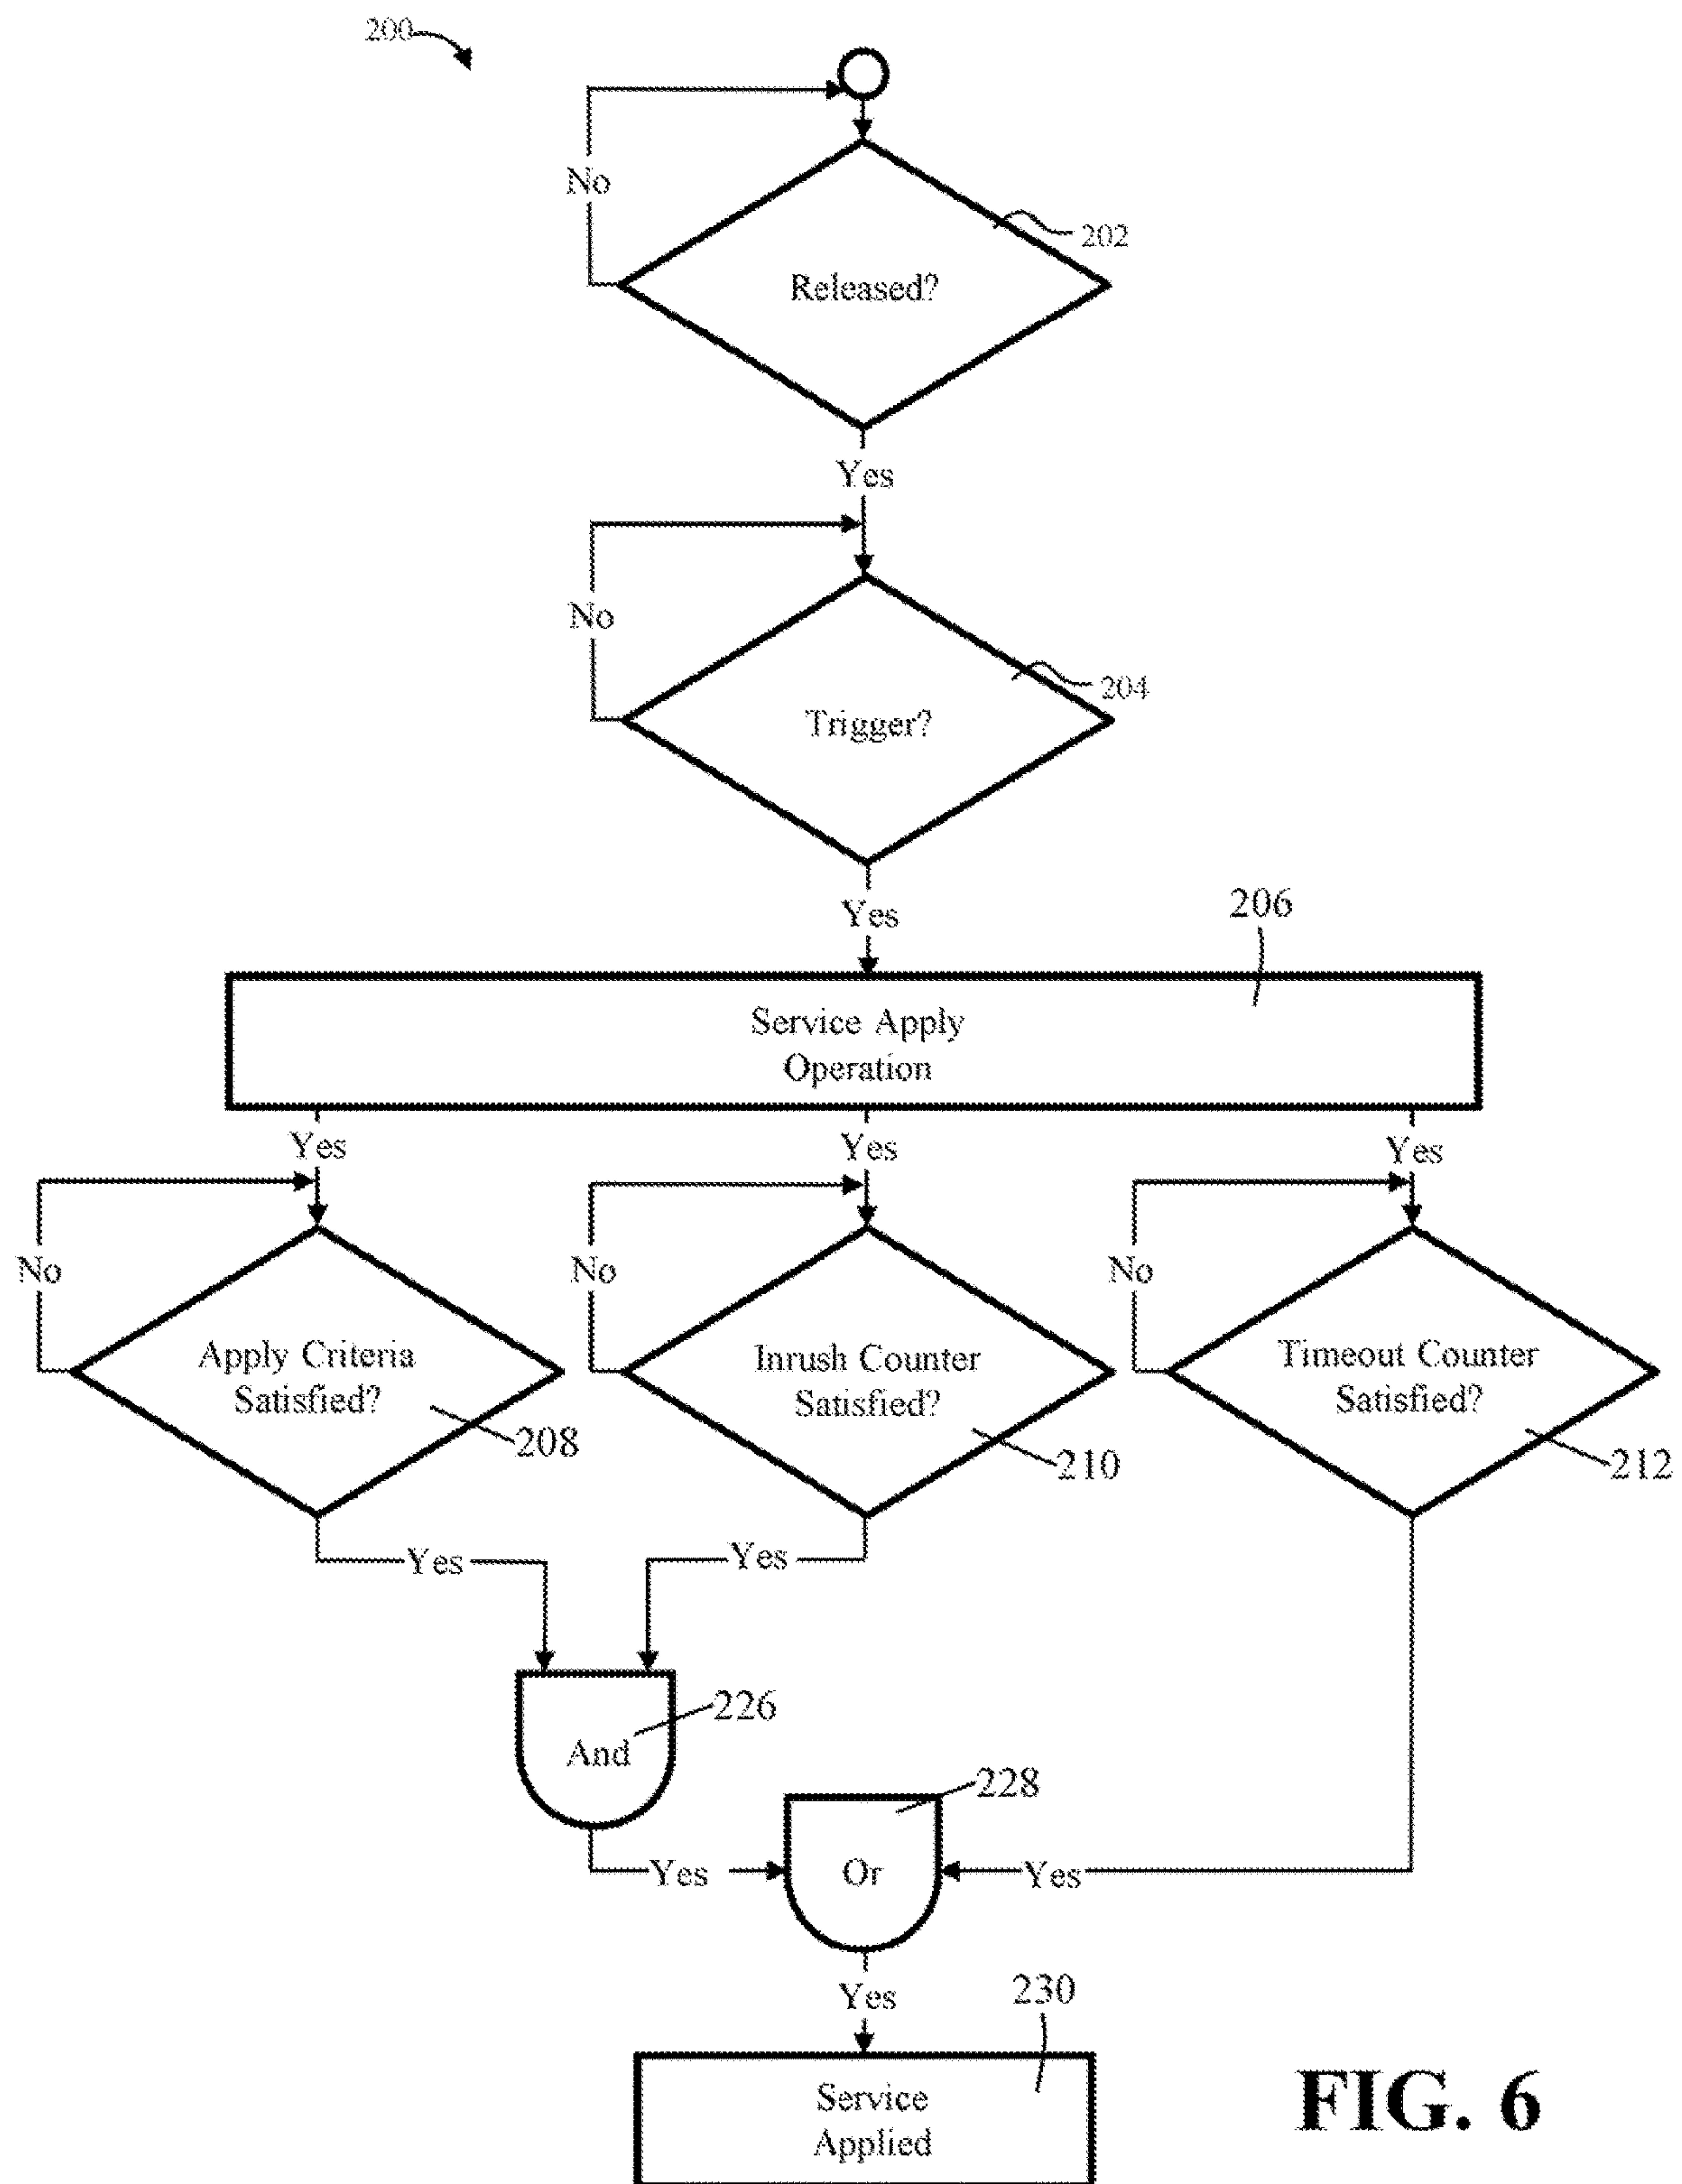 200
No
202
Released?
Yes
No
204
Trigger?
Yes
206
Service Apply
Operation
Yes
Yes
Yes
No
No
No
Apply Criteria
Satisfied?
208
Inrush Counter
Satisfied?
210
Timeout Counter
Satisfied?
212
Yes
Yes
226
And
228
Yes
Or
Yes
Yes
230
Service
Applied
FIG. 6